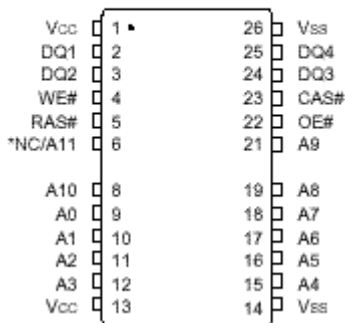 Vcc 1 26 Vss
DQ1 2 25 DQ4
DQ2 3 24 DQ3
WE# 4 23 CAS#
RAS# 5 22 OE#
*NC/A11 6 21 A9
A10 8 19 A8
A0 9 18 A7
A1 10 17 A6
A2 11 16 A5
A3 12 15 A4
Vcc 13 14 Vss